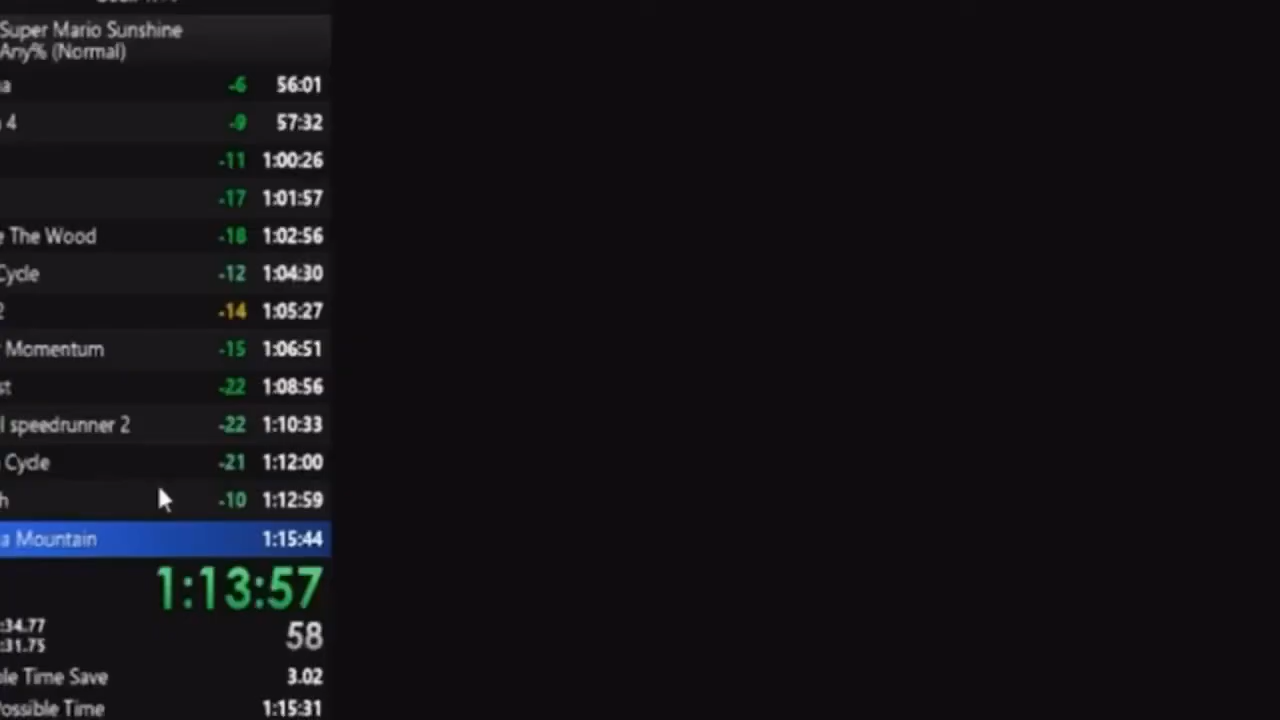 Super Mario Sunshine
Any% (Normal)
-6 56:01
4 -9 57:32
-11 1:00:26
-17 1:01:57
The Wood -18 1:02:56
Cycle -12 1:04:30
2 -14 1:05:27
Momentum -15 1:06:51
st -22 1:08:56
l speedrunner 2 -22 1:10:33
Cycle -21 1:12:00
h -10 1:12:59
a Mountain 1:15:44
1:13:57
:34.77
58
:31.75
ble Time Save 3.02
Possible Time 1:15:31